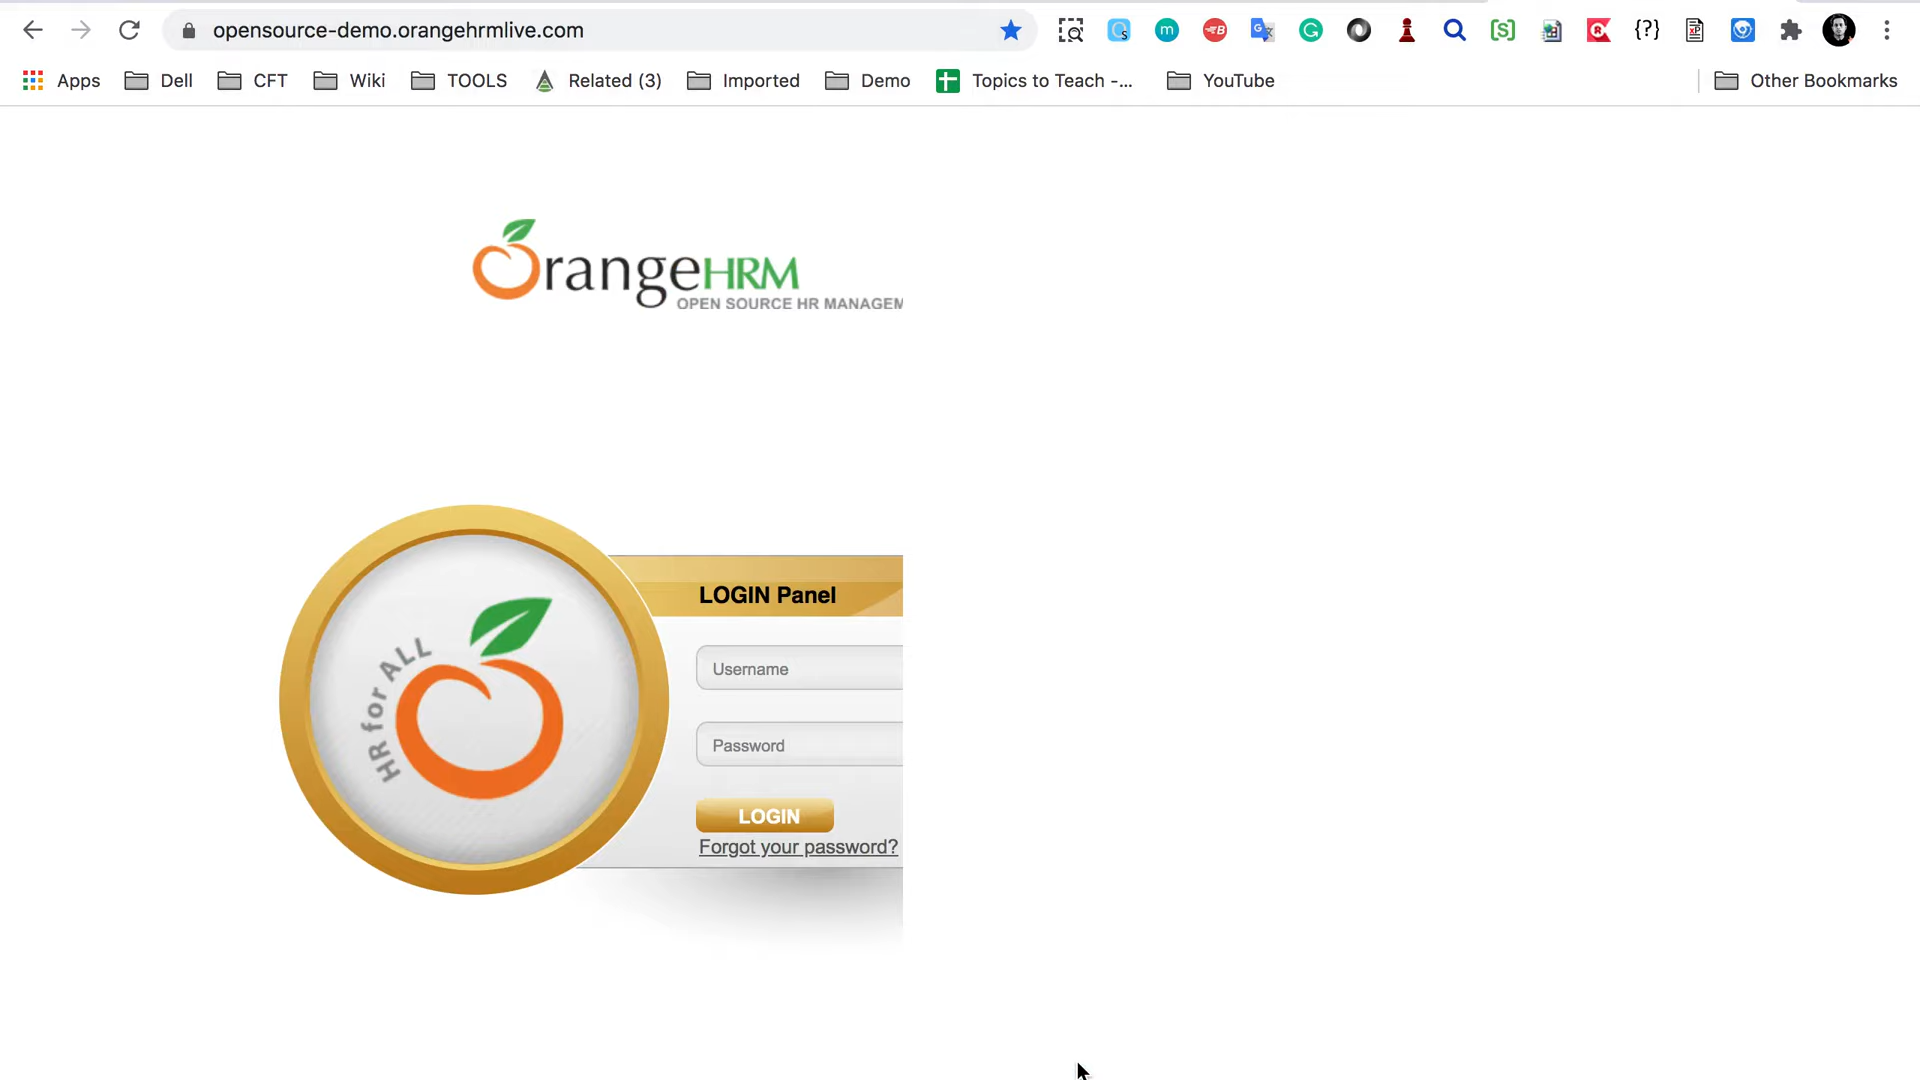 opensource-demo.orangehrmlive.com
Apps Dell CFT Wiki TOOLS Related (3) Imported Demo Topics to Teach -... YouTube Other Bookmarks
OrangeHRM
OPEN SOURCE HR MANAGEM
LOGIN Panel
HR for ALL
Username
Password
LOGIN
Forgot your password?